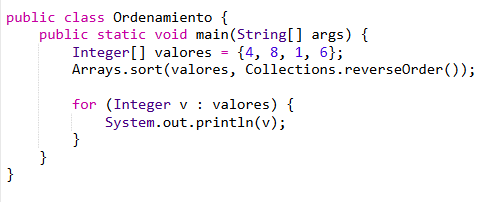 public class Ordenamiento {
    public static void main(String[] args) {
        Integer[] valores = {4, 8, 1, 6};
        Arrays.sort(valores, Collections.reverseOrder());

        for (Integer v : valores) {
            System.out.println(v);
        }
    }
}